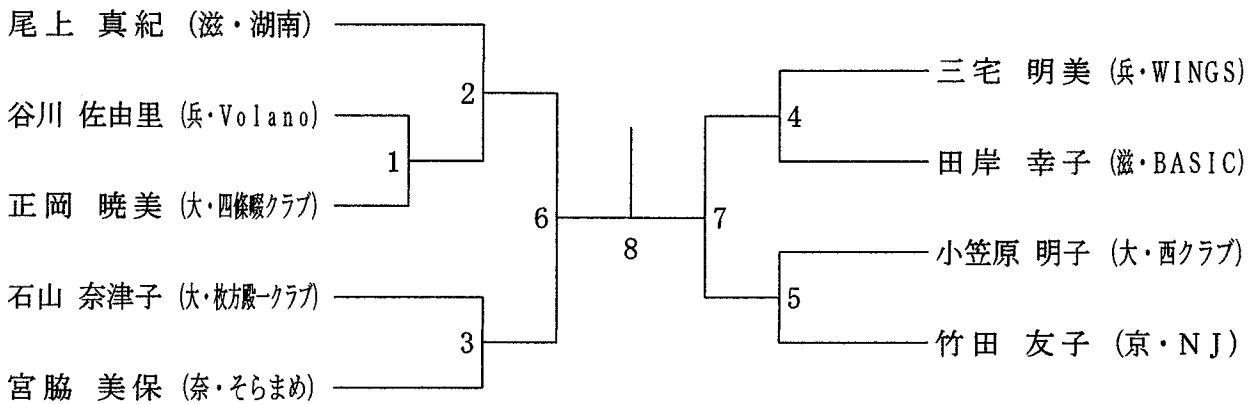 尾上 真紀 (滋・湖南)
谷川 佐由里 (兵・Volano)
正岡 暁美 (大・四條畷クラブ)
石山 奈津子 (大・枚方殿一クラブ)
宮脇 美保 (奈・そらまめ)
2
1
6
3
8
三宅 明美 (兵・WINGS)
4
田岸 幸子 (滋・BASIC)
7
小笠原 明子 (大・西クラブ)
5
竹田 友子 (京・NJ)